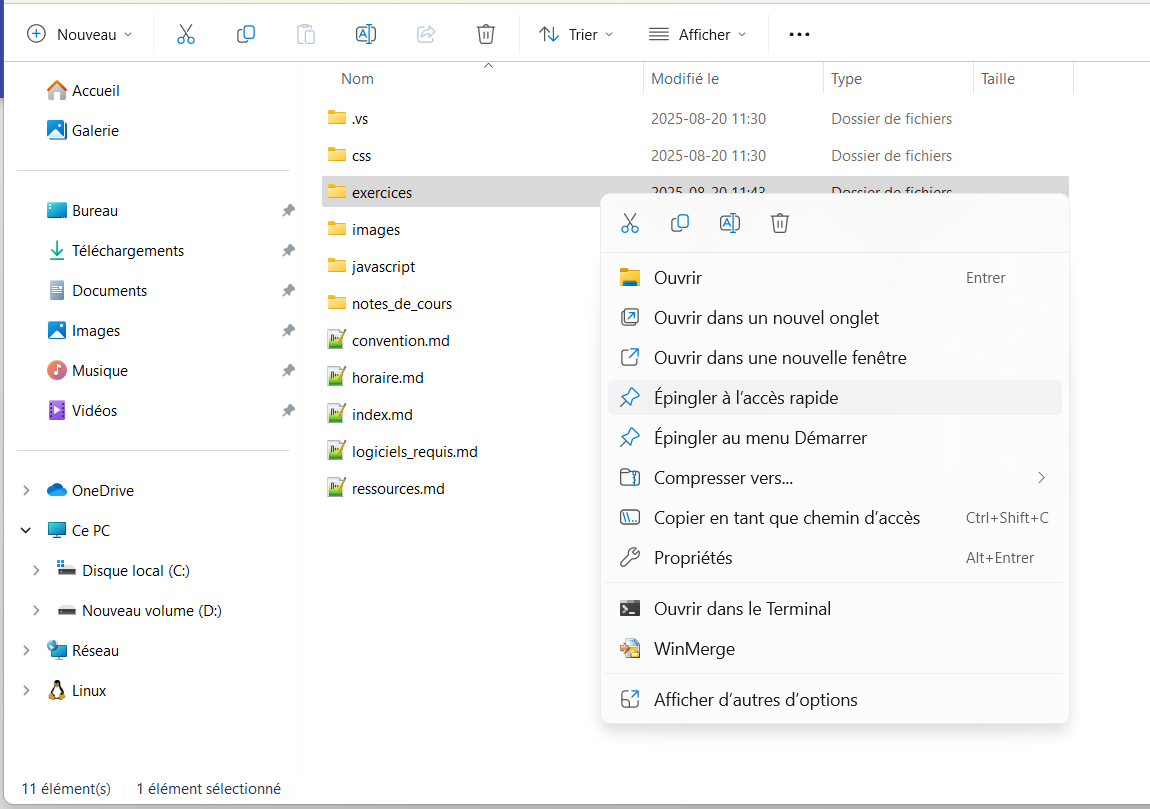 Nouveau
Trier
Afficher
Nom
Modifié le
Type
Taille
Accueil
Galerie
Bureau
Téléchargements
Documents
Images
Musique
Vidéos
OneDrive
Ce PC
Disque local (C:)
Nouveau volume (D:)
Réseau
Linux
.vs 2025-08-20 11:30 Dossier de fichiers
css 2025-08-20 11:30 Dossier de fichiers
exercices 2025-08-20 11:43 Dossier de fichiers
images
javascript
notes_de_cours
convention.md
horaire.md
index.md
logiciels_requis.md
ressources.md
Ouvrir Entrer
Ouvrir dans un nouvel onglet
Ouvrir dans une nouvelle fenêtre
Épingler à l’accès rapide
Épingler au menu Démarrer
Compresser vers...
Copier en tant que chemin d’accès Ctrl+Shift+C
Propriétés Alt+Entrer
Ouvrir dans le Terminal
WinMerge
Afficher d’autres d’options
11 élément(s) 1 élément sélectionné